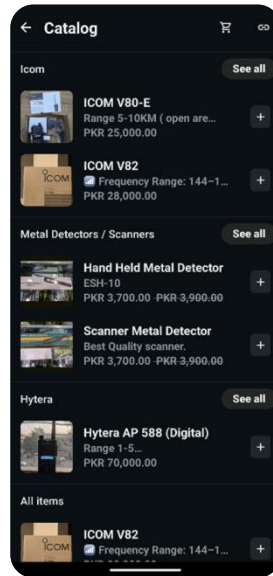 Catalog
Icom
See all
ICOM V80-E
Range 5-10KM ( open are...
PKR 25,000.00
ICOM
ICOM V82
📶 Frequency Range: 144–1...
PKR 28,000.00
Metal Detectors / Scanners
See all
Hand Held Metal Detector
ESH-10
PKR 3,700.00 PKR 3,900.00
Scanner Metal Detector
Best Quality scanner.
PKR 3,700.00 PKR 3,900.00
Hytera
See all
Hytera AP 588 (Digital)
Range 1-5...
PKR 70,000.00
All items
ICOM
ICOM V82
📶 Frequency Range: 144–1...